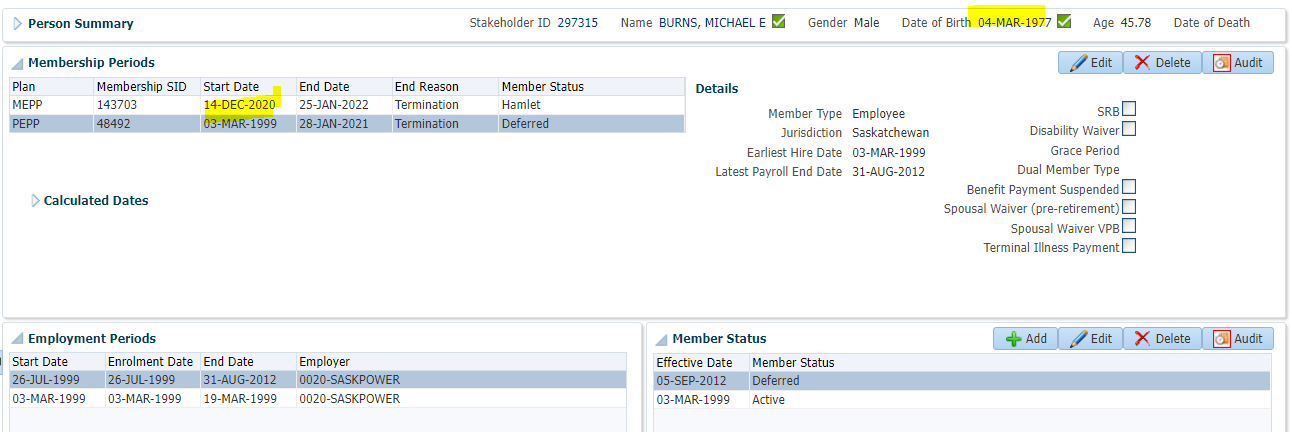 Person Summary Stakeholder ID 297315 Name BURNS, MICHAEL E Gender Male Date of Birth 04-MAR-1977 Age 45.78 Date of Death
Membership Periods Edit Delete Audit
Plan Membership SID Start Date End Date End Reason Member Status
MEPP 143703 14-DEC-2020 25-JAN-2022 Termination Hamlet
PEPP 48492 03-MAR-1999 28-JAN-2021 Termination Deferred
Details
Member Type Employee SRB
Jurisdiction Saskatchewan Disability Waiver
Earliest Hire Date 03-MAR-1999 Grace Period
Latest Payroll End Date 31-AUG-2012 Dual Member Type
Benefit Payment Suspended
Spousal Waiver (pre-retirement)
Spousal Waiver VPB
Terminal Illness Payment
Calculated Dates
Employment Periods
Start Date Enrolment Date End Date Employer
26-JUL-1999 26-JUL-1999 31-AUG-2012 0020-SASKPOWER
03-MAR-1999 03-MAR-1999 19-MAR-1999 0020-SASKPOWER
Member Status Add Edit Delete Audit
Effective Date Member Status
05-SEP-2012 Deferred
03-MAR-1999 Active